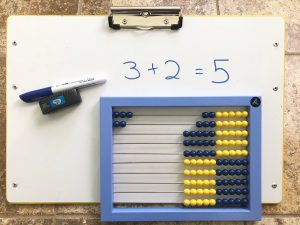 3 + 2 = 5